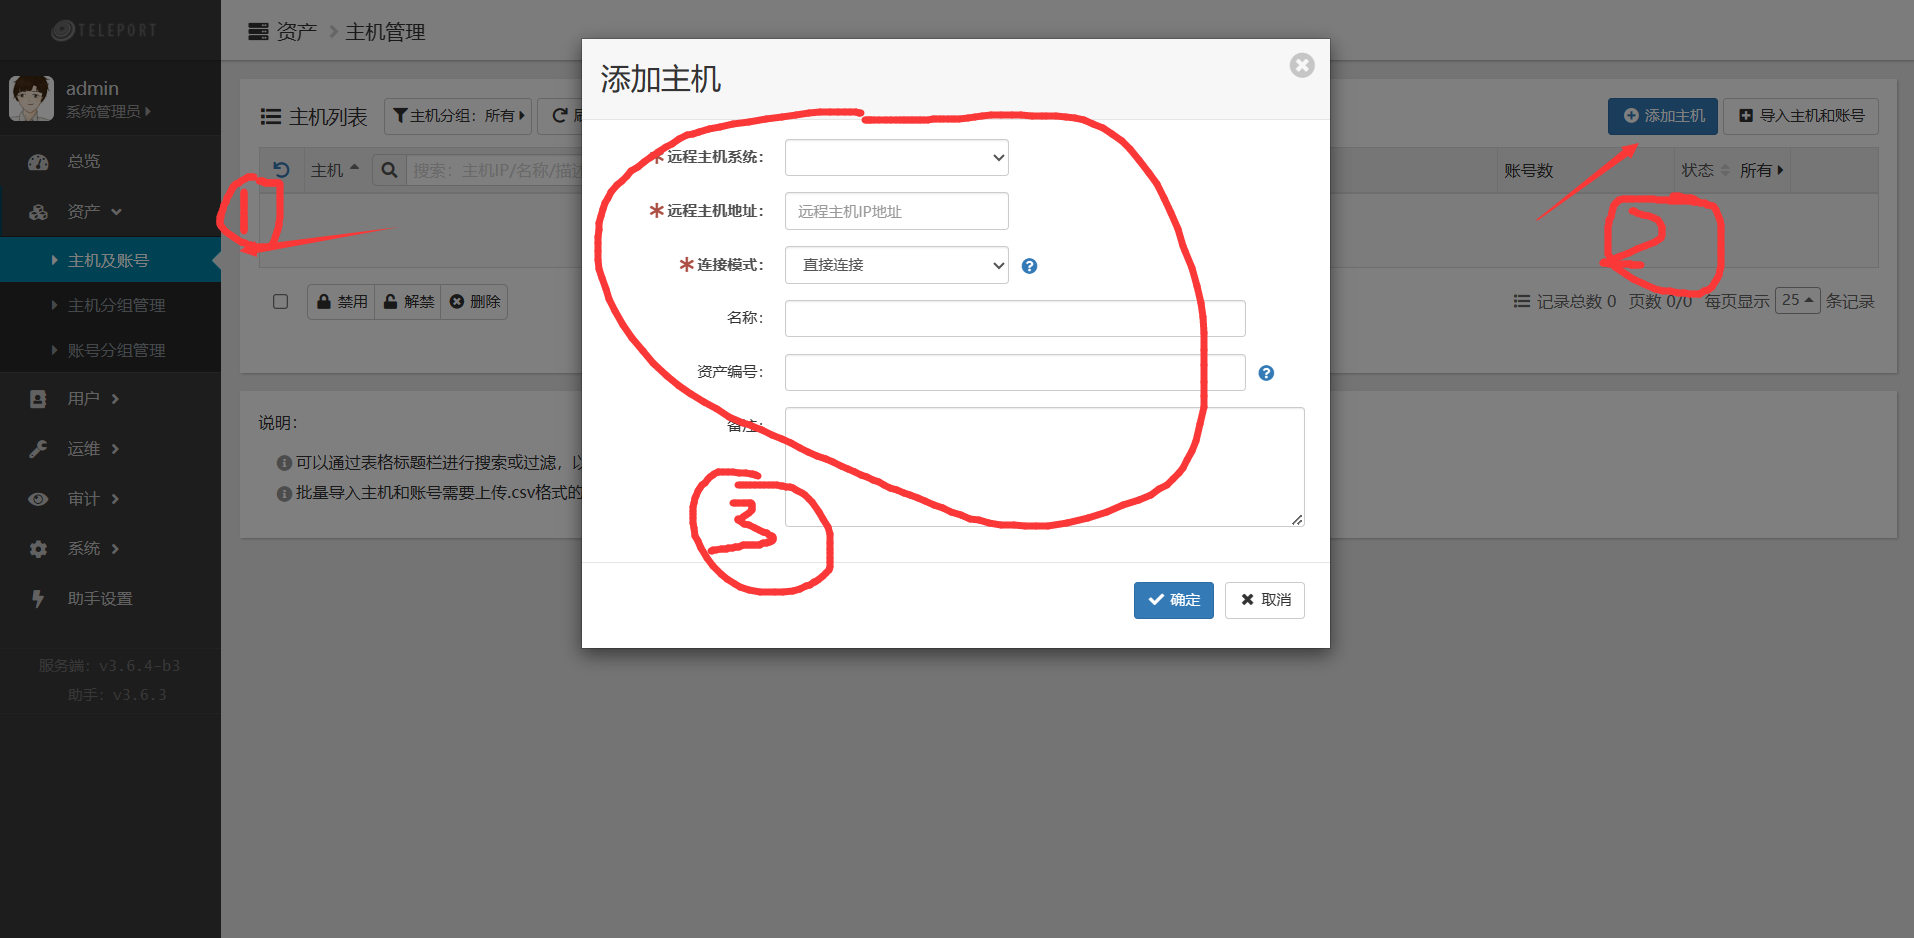 TELEPORT
admin
系统管理员
总览
资产
主机及账号
主机分组管理
账号分组管理
用户
运维
审计
系统
助手设置
服务端: v3.6.4-b3
助手: v3.6.3
资产 主机管理
主机列表 主机分组: 所有
添加主机 导入主机和账号
主机 搜索: 主机IP/名称/描述 账号数 状态 所有
禁用 解禁 删除
记录总数 0 页数 0/0 每页显示 25 条记录
说明:
可以通过表格标题栏进行搜索或过滤,
批量导入主机和账号需要上传.csv格式的
添加主机
远程主机系统:
远程主机地址: 远程主机IP地址
连接模式: 直接连接
名称:
资产编号:
备注:
确定 取消
1
2
3